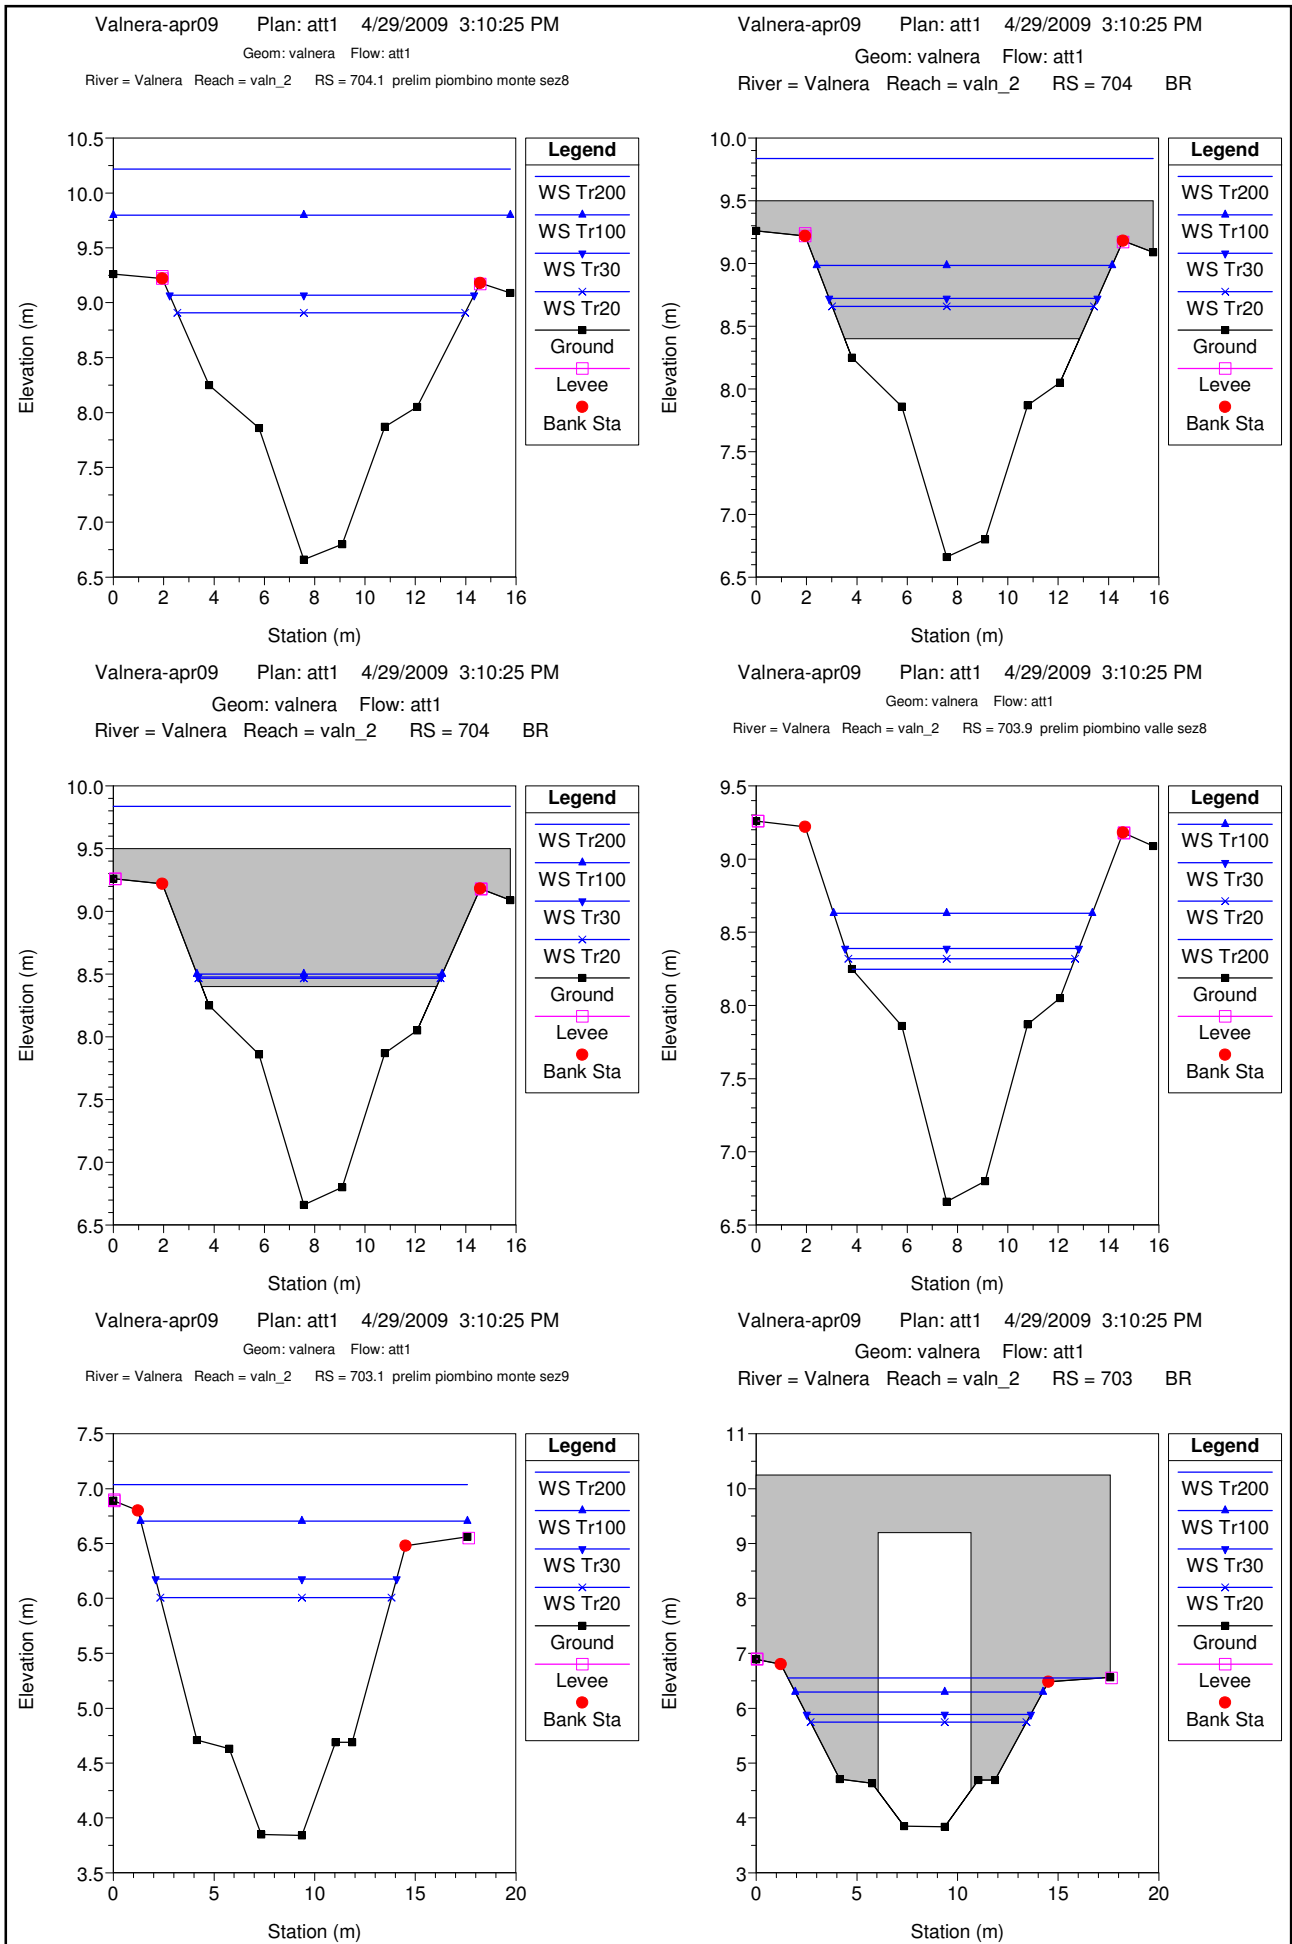 Valnera-apr09 Plan: att1 4/29/2009 3:10:25 PM
Geom: valnera Flow: att1
River = Valnera Reach = valn_2 RS = 704.1 prelim piombino monte sez8
10.5
10.0
9.5
9.0
8.5
8.0
7.5
7.0
6.5
Elevation (m)
0 2 4 6 8 10 12 14 16
Station (m)
Legend
WS Tr200
WS Tr100
WS Tr30
WS Tr20
Ground
Levee
Bank Sta
Valnera-apr09 Plan: att1 4/29/2009 3:10:25 PM
Geom: valnera Flow: att1
River = Valnera Reach = valn_2 RS = 704 BR
10.0
9.5
9.0
8.5
8.0
7.5
7.0
6.5
Elevation (m)
0 2 4 6 8 10 12 14 16
Station (m)
Legend
WS Tr200
WS Tr100
WS Tr30
WS Tr20
Ground
Levee
Bank Sta
Valnera-apr09 Plan: att1 4/29/2009 3:10:25 PM
Geom: valnera Flow: att1
River = Valnera Reach = valn_2 RS = 704 BR
10.0
9.5
9.0
8.5
8.0
7.5
7.0
6.5
Elevation (m)
0 2 4 6 8 10 12 14 16
Station (m)
Legend
WS Tr200
WS Tr100
WS Tr30
WS Tr20
Ground
Levee
Bank Sta
Valnera-apr09 Plan: att1 4/29/2009 3:10:25 PM
Geom: valnera Flow: att1
River = Valnera Reach = valn_2 RS = 703.9 prelim piombino valle sez8
9.5
9.0
8.5
8.0
7.5
7.0
6.5
Elevation (m)
0 2 4 6 8 10 12 14 16
Station (m)
Legend
WS Tr100
WS Tr30
WS Tr20
WS Tr200
Ground
Levee
Bank Sta
Valnera-apr09 Plan: att1 4/29/2009 3:10:25 PM
Geom: valnera Flow: att1
River = Valnera Reach = valn_2 RS = 703.1 prelim piombino monte sez9
7.5
7.0
6.5
6.0
5.5
5.0
4.5
4.0
3.5
Elevation (m)
0 5 10 15 20
Station (m)
Legend
WS Tr200
WS Tr100
WS Tr30
WS Tr20
Ground
Levee
Bank Sta
Valnera-apr09 Plan: att1 4/29/2009 3:10:25 PM
Geom: valnera Flow: att1
River = Valnera Reach = valn_2 RS = 703 BR
11
10
9
8
7
6
5
4
3
Elevation (m)
0 5 10 15 20
Station (m)
Legend
WS Tr200
WS Tr100
WS Tr30
WS Tr20
Ground
Levee
Bank Sta